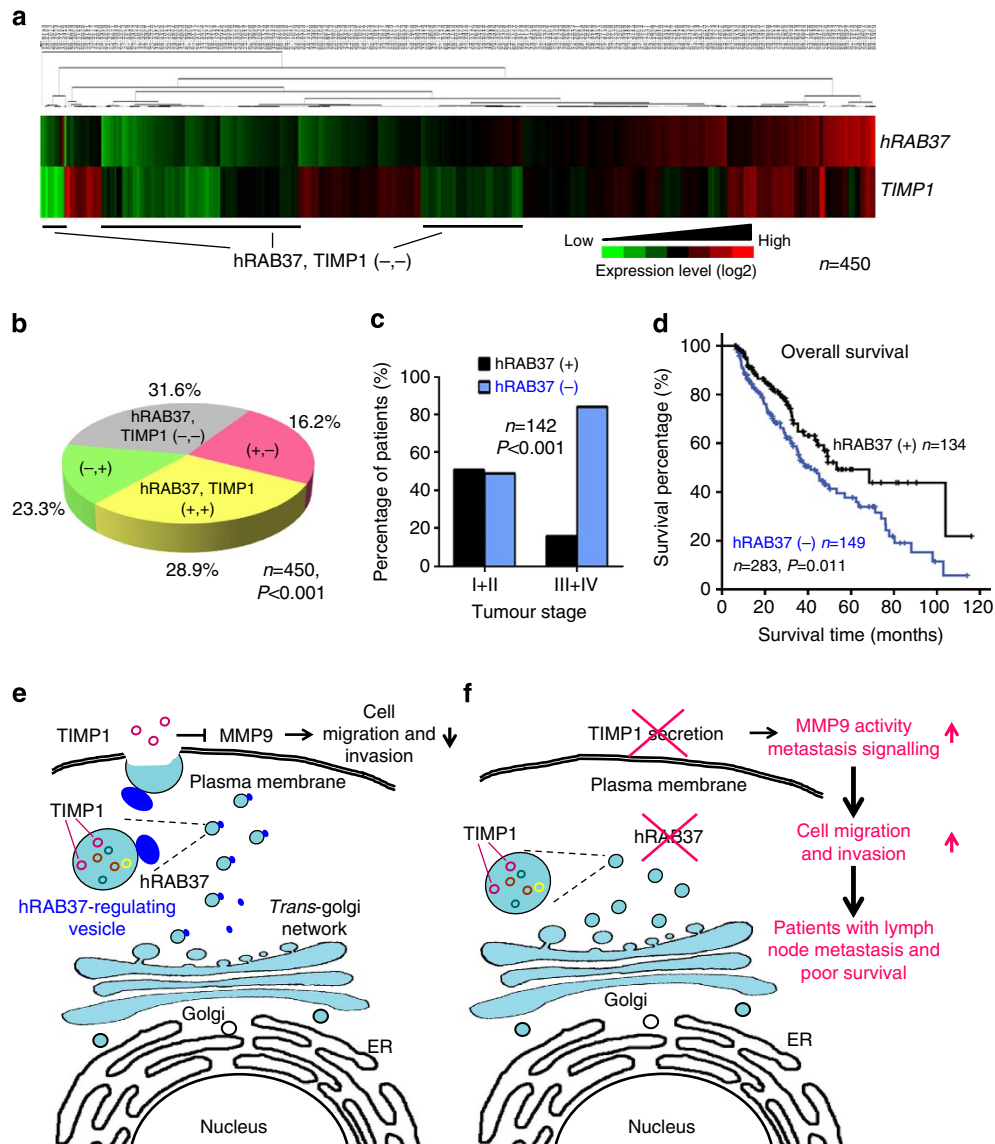 a
hRAB37
TIMP1
hRAB37, TIMP1 (–,–)
Low
High
Expression level (log2)
n=450
b
31.6%
hRAB37,
TIMP1 (–,–)
16.2%
(+,–)
(–,+)
hRAB37, TIMP1
(+,+)
23.3%
28.9%
n=450,
P<0.001
c
Percentage of patients (%)
100
80
60
40
20
0
hRAB37 (+)
hRAB37 (–)
n=142
P<0.001
I+II
III+IV
Tumour stage
d
Survival percentage (%)
100
80
60
40
20
0
Overall survival
hRAB37 (+) n=134
hRAB37 (–) n=149
n=283, P=0.011
0
20
40
60
80
100
120
Survival time (months)
e
TIMP1
MMP9
Cell
migration and
invasion
Plasma membrane
TIMP1
hRAB37
hRAB37-regulating
vesicle
Trans-golgi
network
Golgi
ER
Nucleus
f
TIMP1 secretion
MMP9 activity
metastasis signalling
Plasma membrane
TIMP1
hRAB37
Cell migration
and invasion
Patients with lymph
node metastasis and
poor survival
Golgi
ER
Nucleus